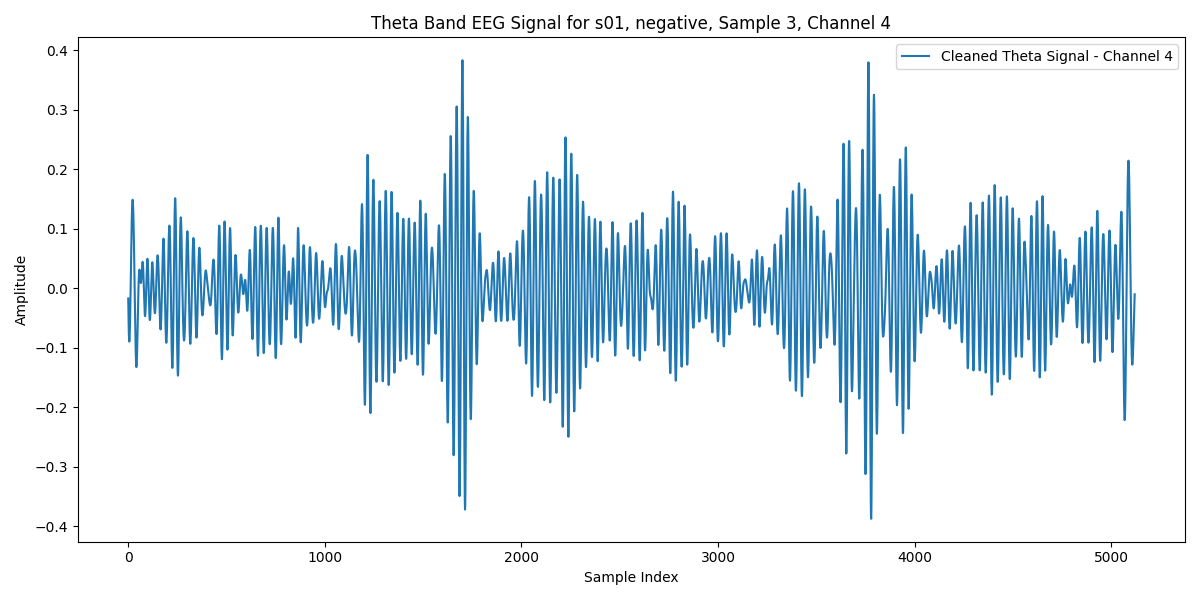 Theta Band EEG Signal for s01, negative, Sample 3, Channel 4
Cleaned Theta Signal - Channel 4
0.4
0.3
0.2
0.1
0.0
−0.1
−0.2
−0.3
−0.4
Amplitude
0 1000 2000 3000 4000 5000
Sample Index